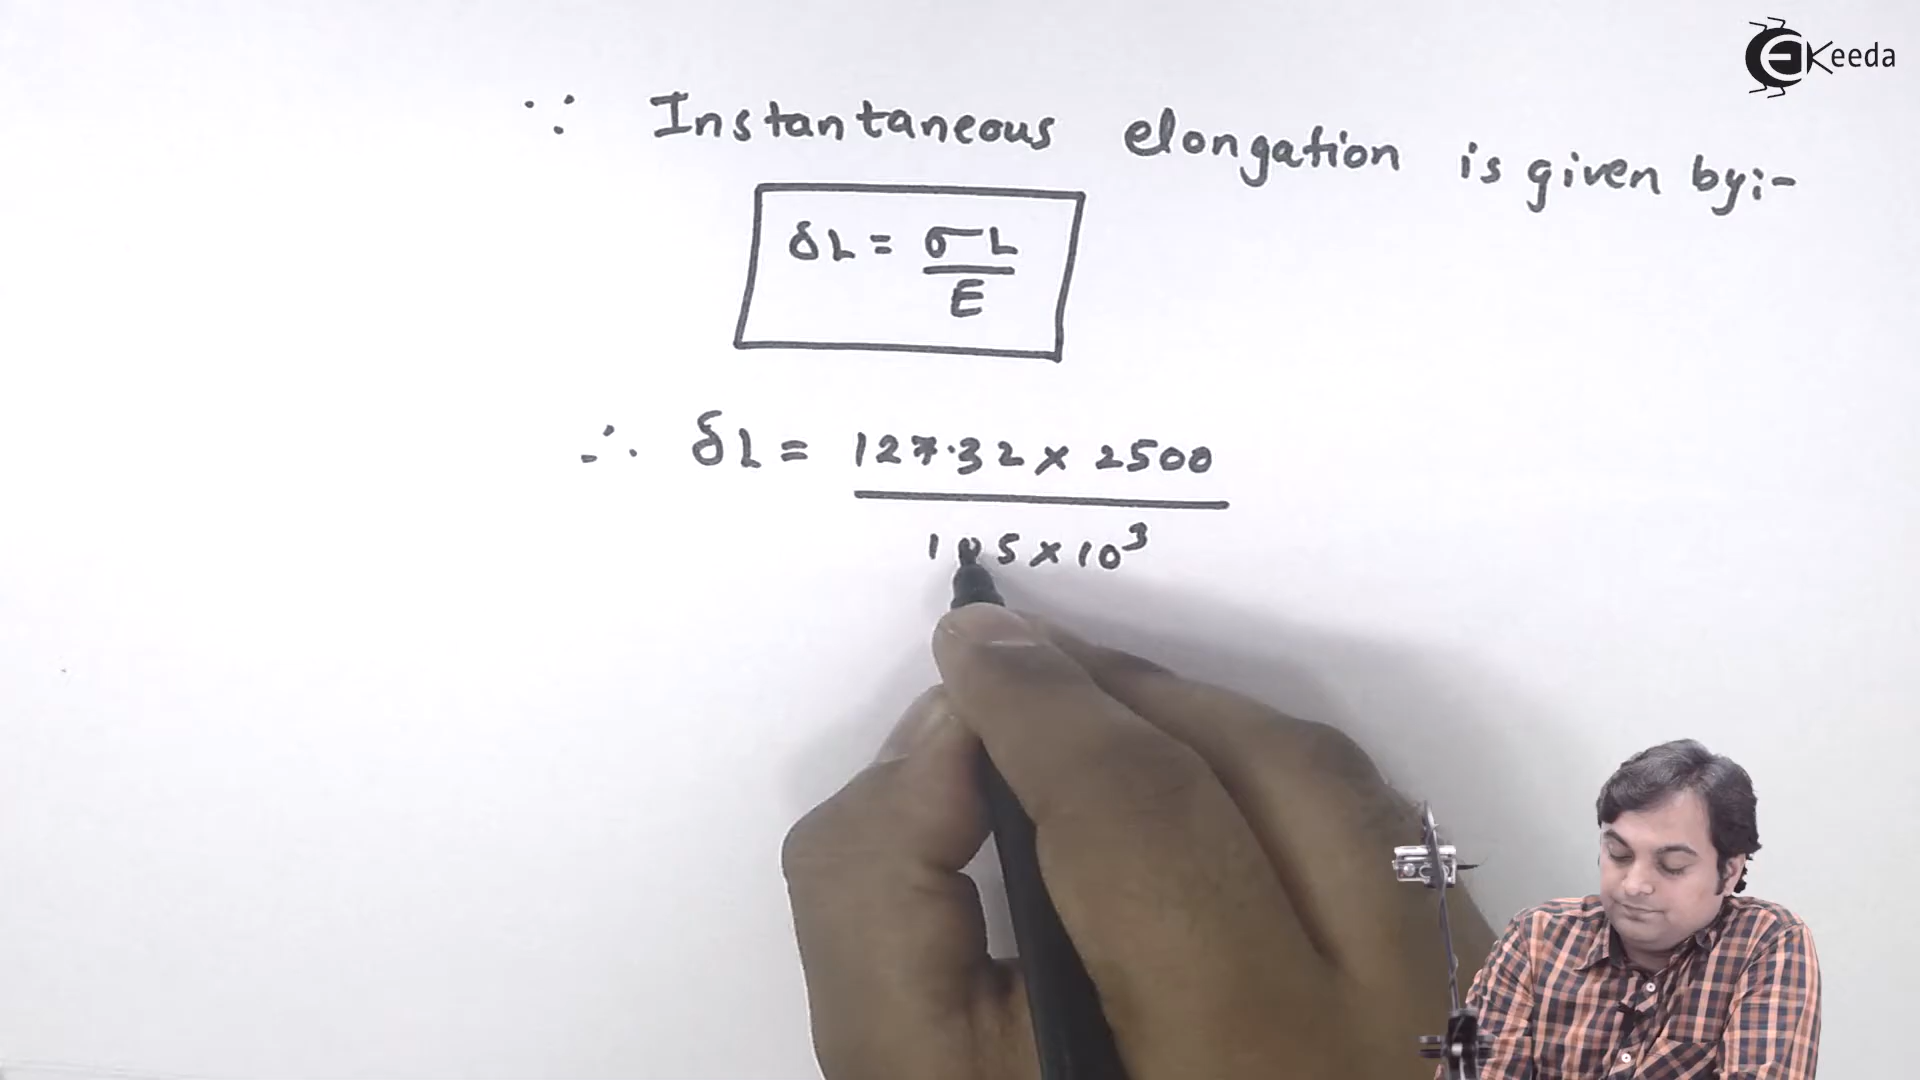 EKeeda
∵ Instantaneous elongation is given by:-
δL = σL
E
∴ δL = 127.32 × 2500
105 × 10³